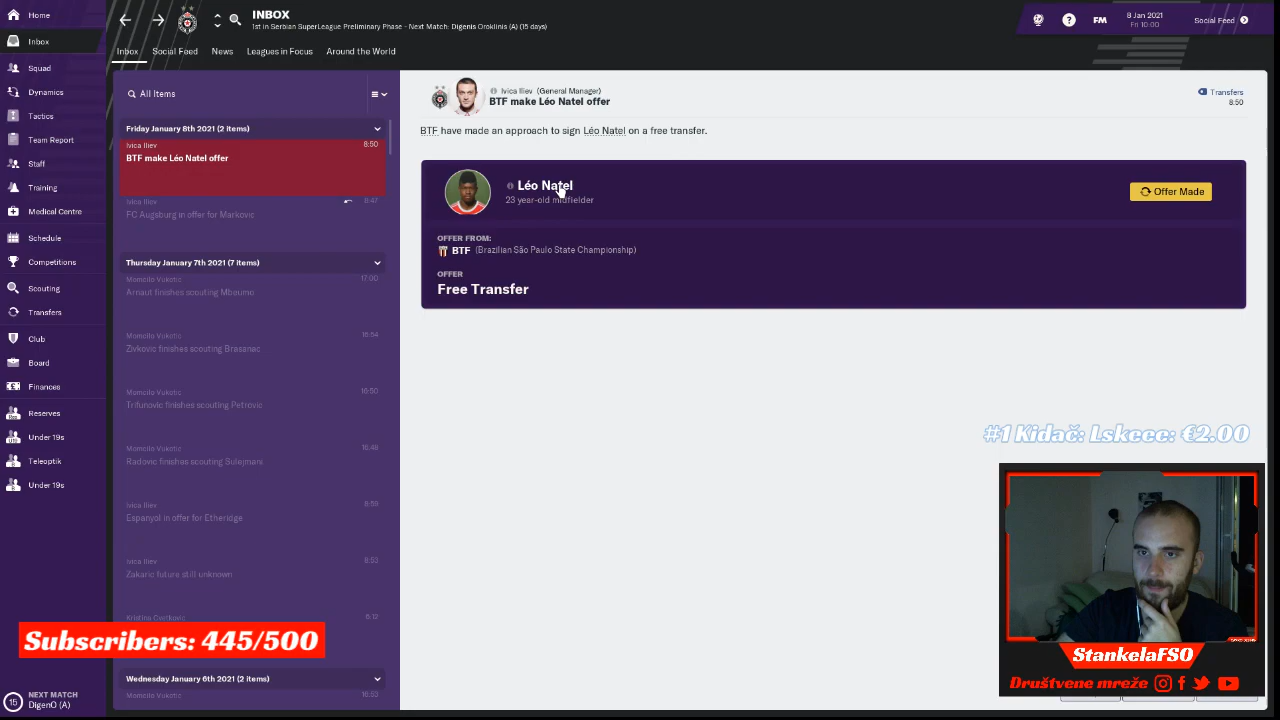 Home
Inbox
Squad
Dynamics
Tactics
Team Report
Staff
Training
Medical Centre
Schedule
Competitions
Scouting
Transfers
Club
Board
Finances
Reserves
Under 19s
Teleoptik
Under 19s
15
NEXT MATCH
DigenO (A)
INBOX
1st in Serbian SuperLeague Preliminary Phase - Next Match: Digenis Oroklinis (A) (15 days)
FM
8 Jan 2021
Fri 10:00
Social Feed
Inbox
Social Feed
News
Leagues in Focus
Around the World
All Items
Friday January 8th 2021 (2 items)
Ivica Iliev 8:50
BTF make Léo Natel offer
Ivica Iliev 8:47
FC Augsburg in offer for Markovic
Thursday January 7th 2021 (7 items)
Momcilo Vukotic 17:00
Arnaut finishes scouting Mboumo
Momcilo Vukotic 16:54
Zivkovic finishes scouting Brasanac
Momcilo Vukotic 16:50
Trifunovic finishes scouting Petrovic
Momcilo Vukotic 16:49
Radovic finishes scouting Sulejmani
Ivica Iliev 8:59
Espanyol in offer for Etheridge
Ivica Iliev 8:53
Zakaric future still unknown
Wednesday January 6th 2021 (2 items)
Momcilo Vukotic 16:53
Ivica Iliev (General Manager)
BTF make Léo Natel offer
Transfers
8:50
BTF have made an approach to sign Léo Natel on a free transfer.
Léo Natel
23 year-old midfielder
Offer Made
OFFER FROM:
BTF (Brazilian São Paulo State Championship)
OFFER
Free Transfer
#1 Kidač: Lskeee: €2.00
Subscribers: 445/500
StankelaFSO
Društvene mreže